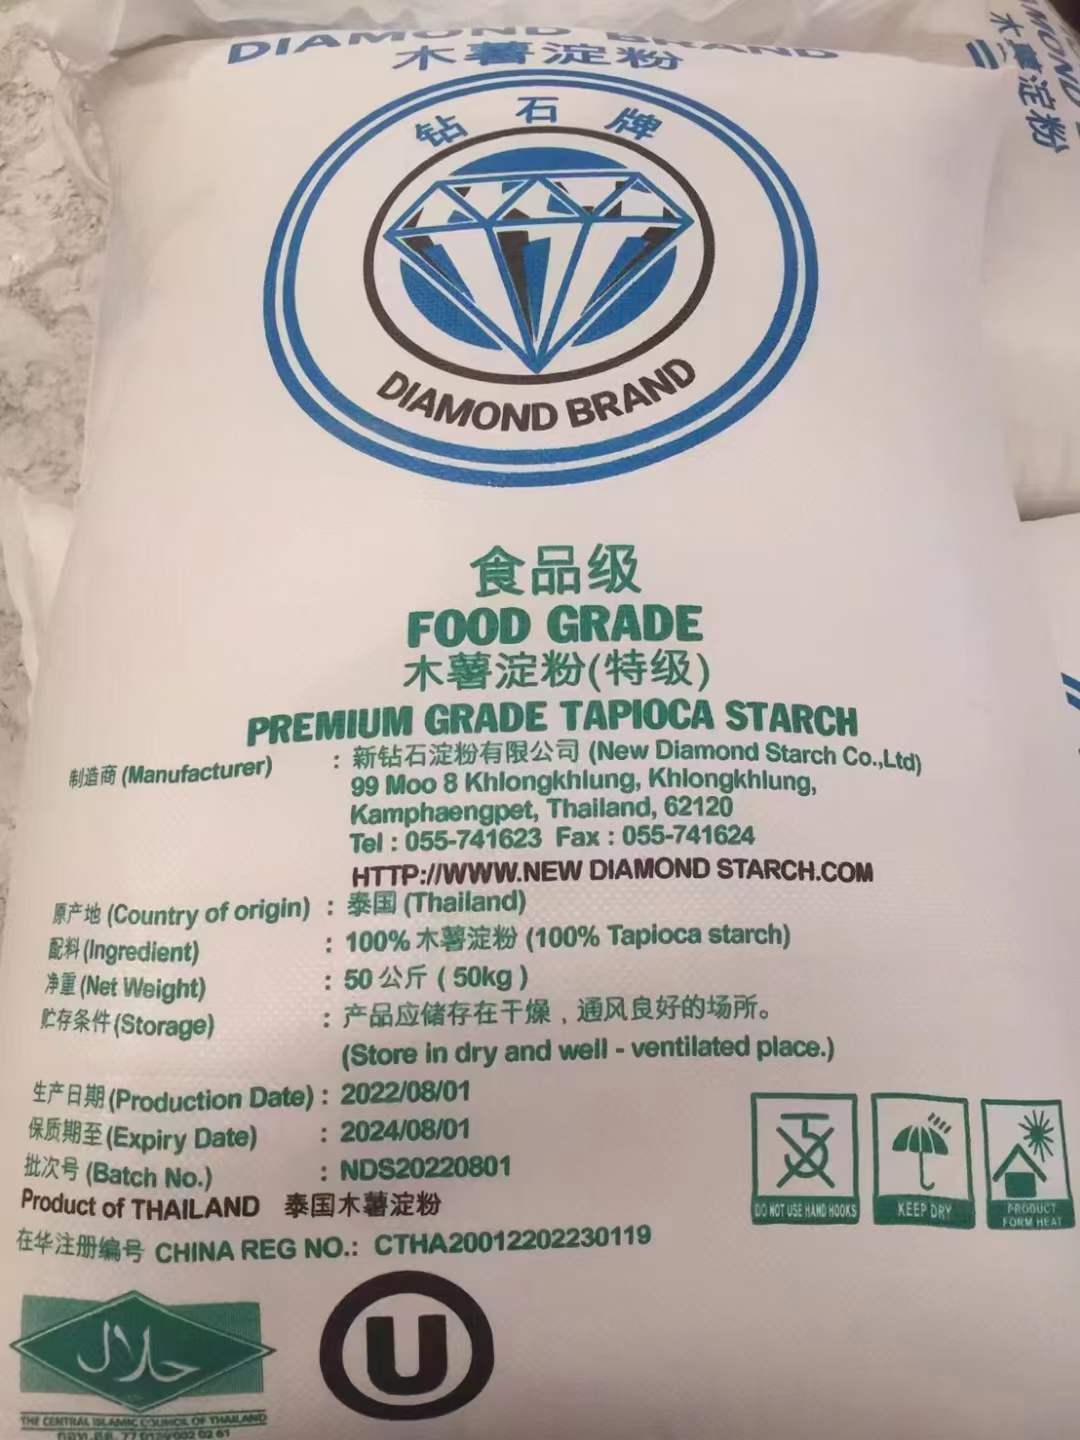 DIAMOND BRAND
木薯淀粉
钻石牌
DIAMOND BRAND
食品级
FOOD GRADE
木薯淀粉(特级)
PREMIUM GRADE TAPIOCA STARCH
制造商 (Manufacturer) : 新钻石淀粉有限公司 (New Diamond Starch Co.,Ltd)
99 Moo 8 Khlongkhlung, Khlongkhlung,
Kamphaengpet, Thailand, 62120
Tel : 055-741623 Fax : 055-741624
HTTP://WWW.NEW DIAMOND STARCH.COM
原产地 (Country of origin) : 泰国 (Thailand)
配料 (Ingredient) : 100% 木薯淀粉 (100% Tapioca starch)
净重 (Net Weight) : 50 公斤 ( 50kg )
贮存条件 (Storage) : 产品应储存在干燥，通风良好的场所。
(Store in dry and well - ventilated place.)
生产日期 (Production Date) : 2022/08/01
保质期至 (Expiry Date) : 2024/08/01
批次号 (Batch No.) : NDS20220801
Product of THAILAND 泰国木薯淀粉
在华注册编号 CHINA REG NO.: CTHA20012202230119
DO NOT USE HAND HOOKS
KEEP DRY
PRODUCT
FORM HEAT
حلال
THE CENTRAL ISLAMIC COUNCIL OF THAILAND
U
木薯淀粉